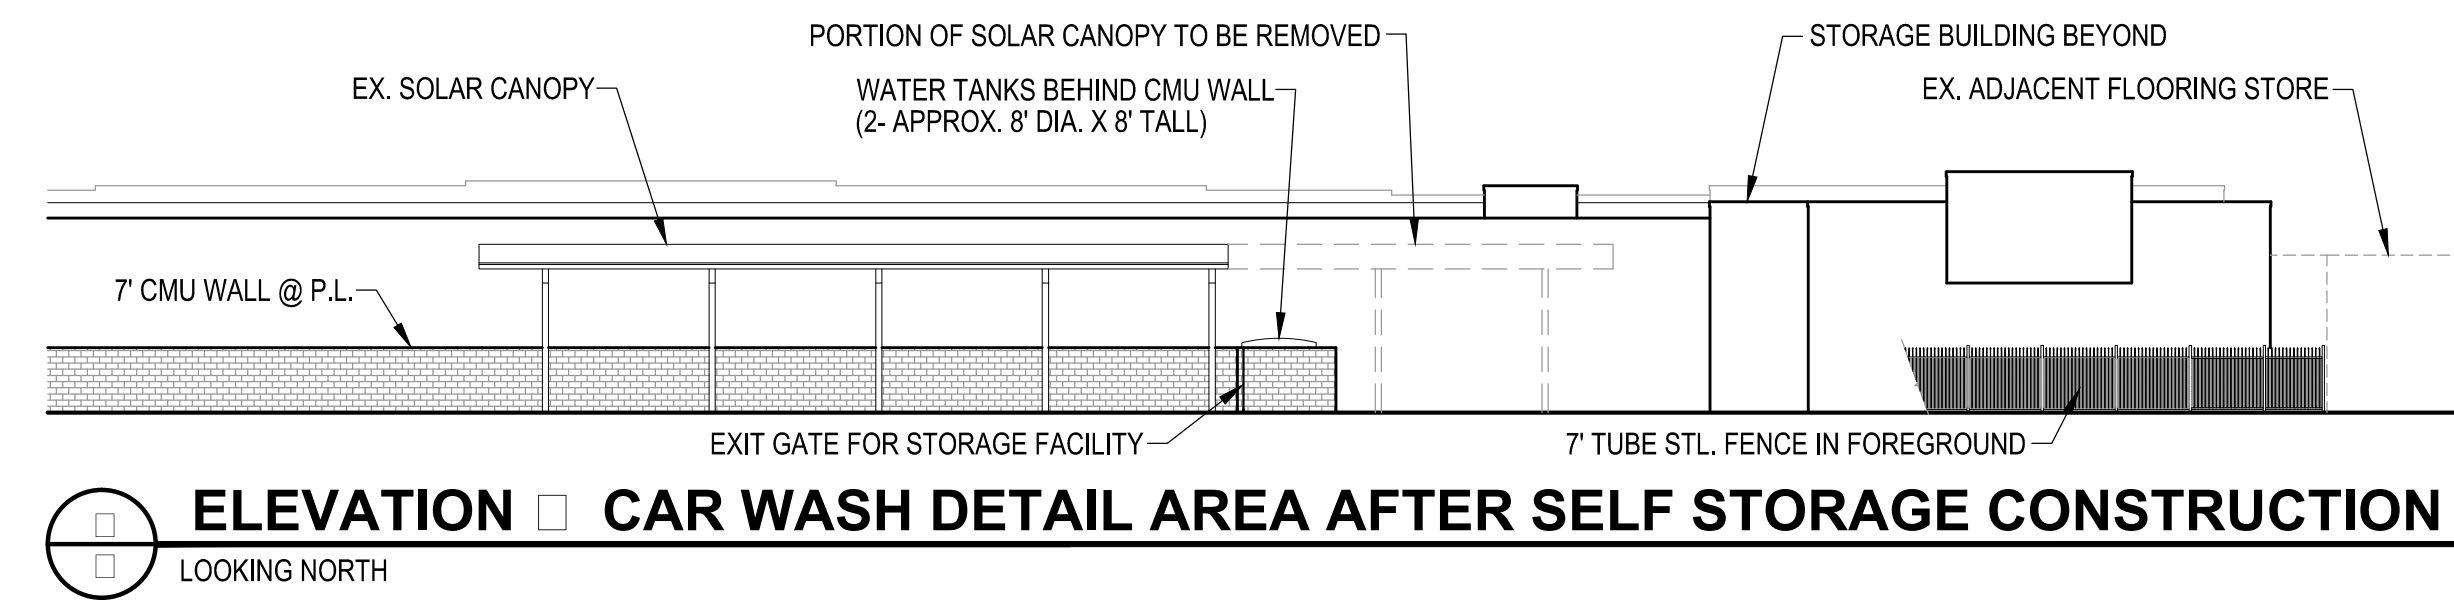 PORTION OF SOLAR CANOPY TO BE REMOVED
STORAGE BUILDING BEYOND
EX. SOLAR CANOPY
WATER TANKS BEHIND CMU WALL
(2- APPROX. 8' DIA. X 8' TALL)
EX. ADJACENT FLOORING STORE
7' CMU WALL @ P.L.
EXIT GATE FOR STORAGE FACILITY
7' TUBE STL. FENCE IN FOREGROUND
ELEVATION □ CAR WASH DETAIL AREA AFTER SELF STORAGE CONSTRUCTION
LOOKING NORTH